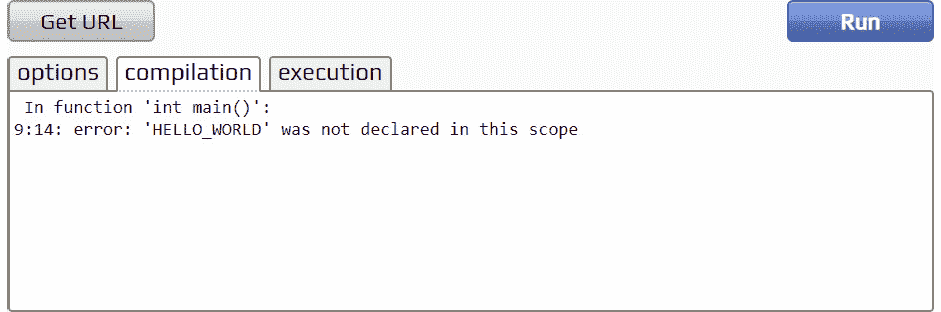 Get URL Run
options compilation execution
In function 'int main()':
9:14: error: 'HELLO_WORLD' was not declared in this scope